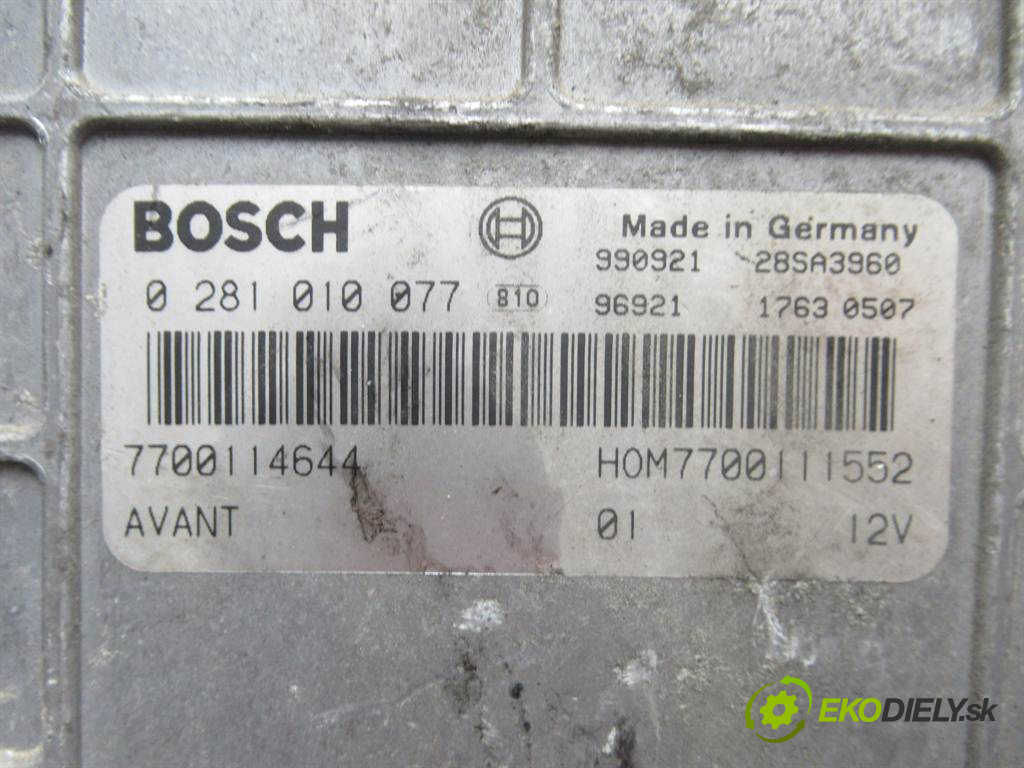 BOSCH Made in Germany
990921 28SA3960
0 281 010 077 810 96921 1763 0507
7700114644 HOM7700111552
AVANT 01 12V
EKODIELY.sk